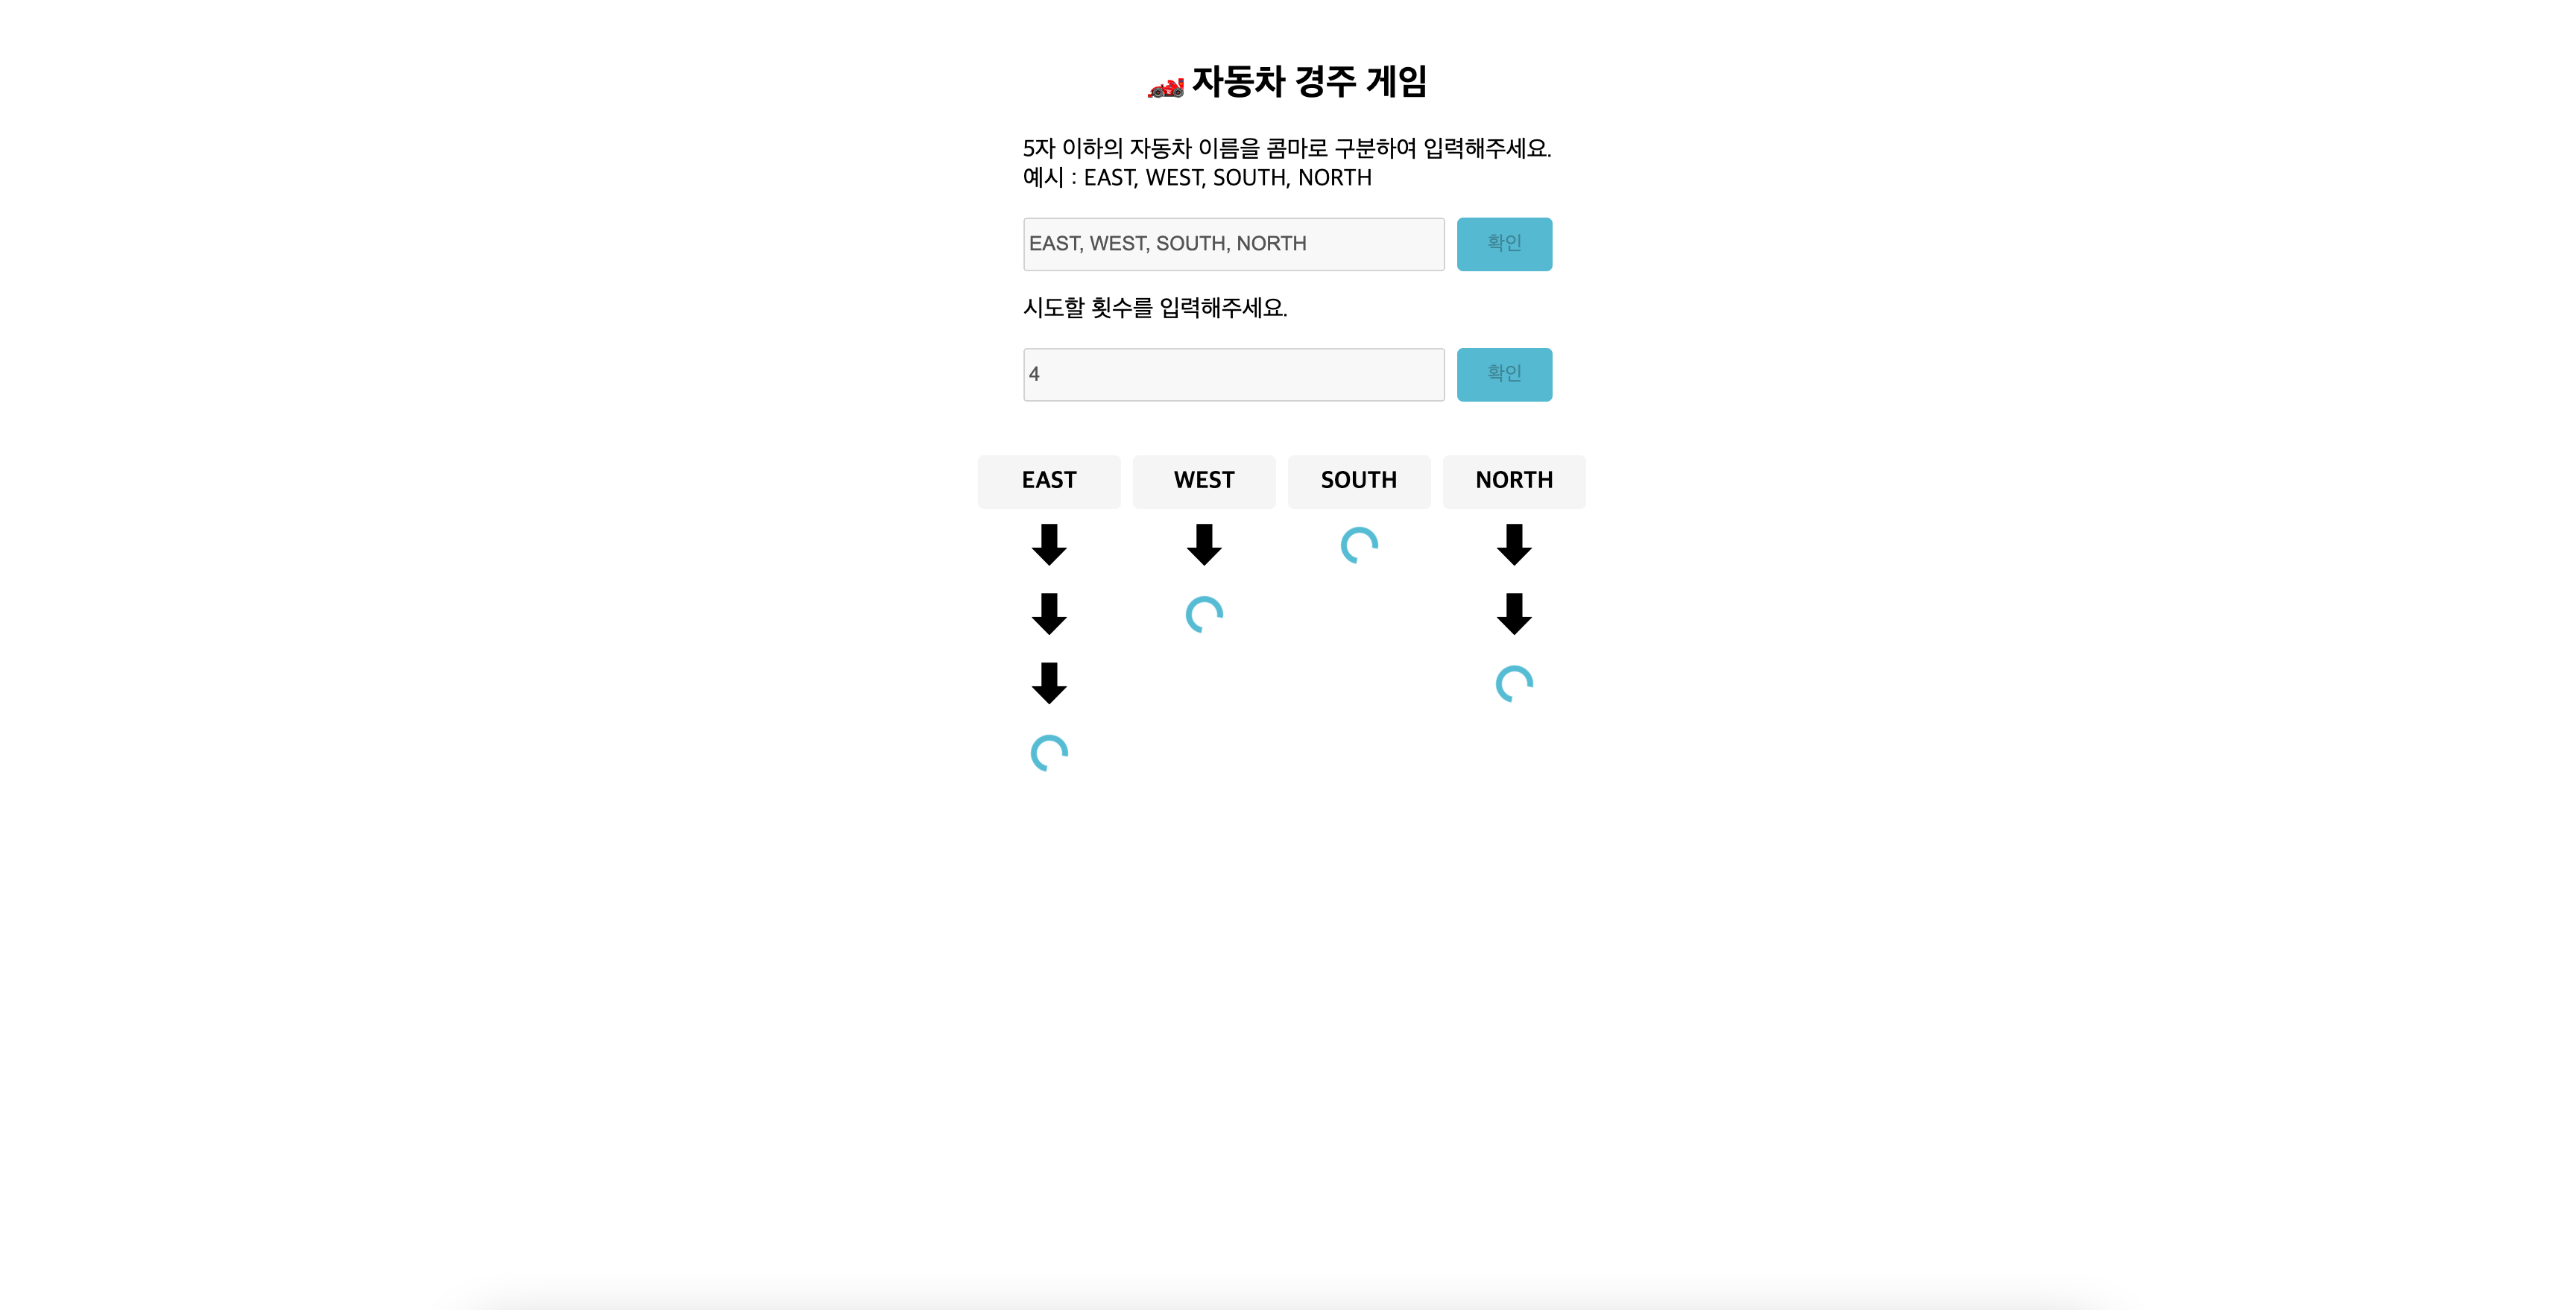 🏎️ 자동차 경주 게임
5자 이하의 자동차 이름을 콤마로 구분하여 입력해주세요.
예시 : EAST, WEST, SOUTH, NORTH
EAST, WEST, SOUTH, NORTH 확인
시도할 횟수를 입력해주세요.
4 확인
EAST WEST SOUTH NORTH